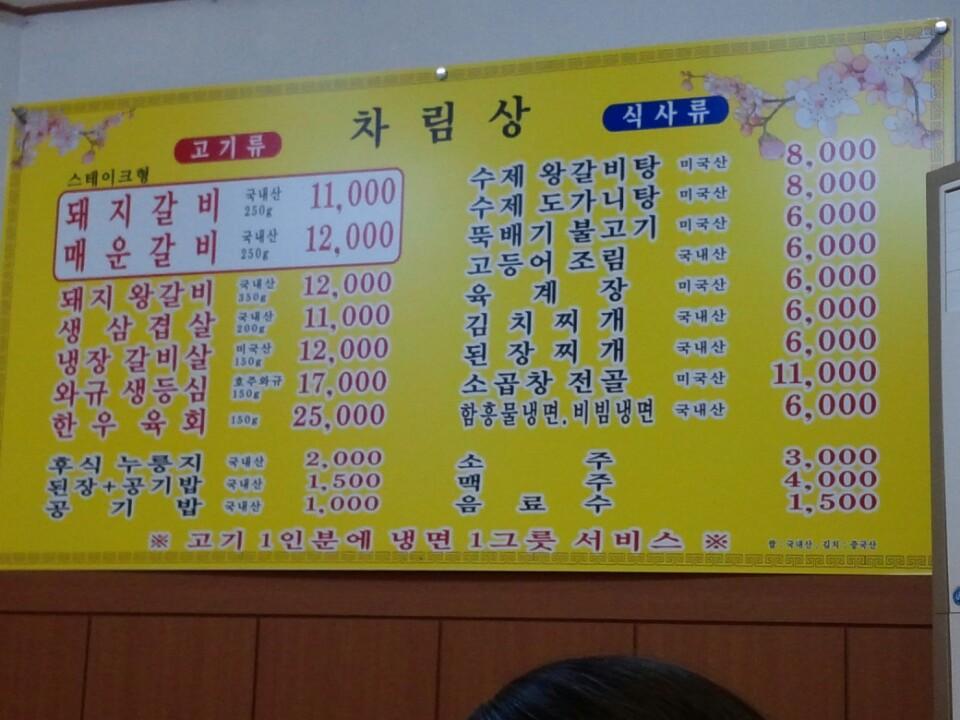 차림상
고기류
스테이크형
돼지갈비 국내산 250g 11,000
매운갈비 국내산 250g 12,000
돼지왕갈비 국내산 350g 12,000
생삼겹살 국내산 200g 11,000
냉장갈비살 미국산 150g 12,000
와규생등심 호주와규 150g 17,000
한우육회 150g 25,000
후식누룽지 국내산 2,000
된장+공기밥 국내산 1,500
공기밥 국내산 1,000
식사류
수제 왕갈비탕 미국산 8,000
수제 도가니탕 미국산 8,000
뚝배기 불고기 미국산 6,000
고등어 조림 국내산 6,000
육계장 미국산 6,000
김치찌개 국내산 6,000
된장찌개 국내산 6,000
소곱창전골 미국산 11,000
함흥물냉면.비빔냉면 국내산 6,000
소주 3,000
맥주 4,000
음료수 1,500
※ 고기 1인분에 냉면 1그릇 서비스 ※
쌀 : 국내산, 김치 : 중국산